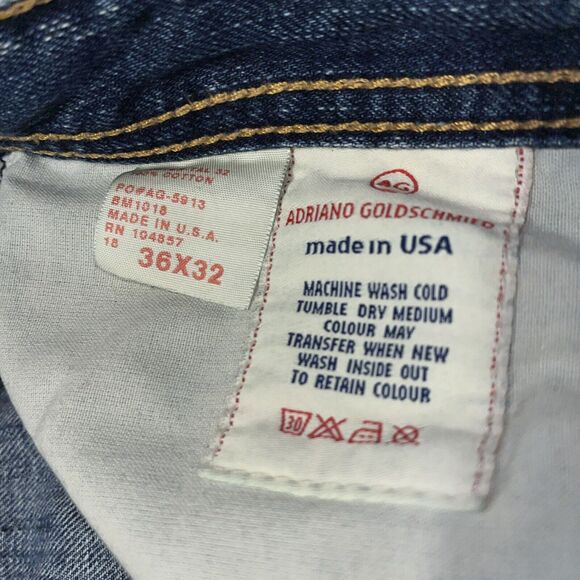 COTTON
PO#AG-5913
BM1018
MADE IN U.S.A.
RN 104857
18
36X32
AG
ADRIANO GOLDSCHMIED
made in USA
MACHINE WASH COLD
TUMBLE DRY MEDIUM
COLOUR MAY
TRANSFER WHEN NEW
WASH INSIDE OUT
TO RETAIN COLOUR
30